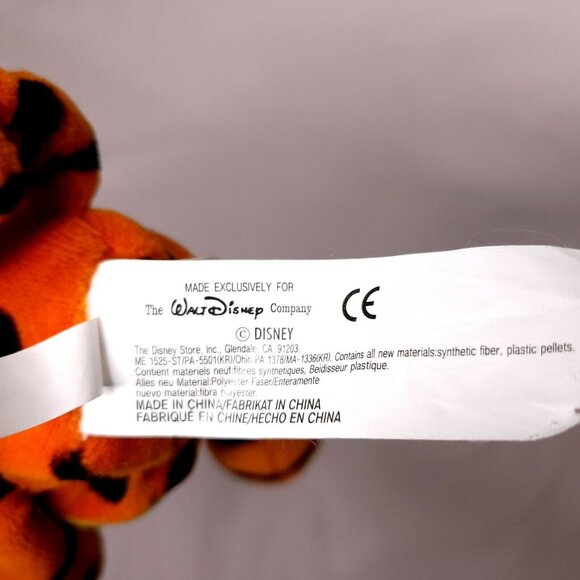 MADE EXCLUSIVELY FOR
The Walt Disney Company CE
© DISNEY
The Disney Store, Inc., Glendale, CA. 91203.
ME 1525-ST/PA-5501(KR)/Ohio PA 1378/MA-1336(KR). Contains all new materials:synthetic fiber, plastic pellets.
Contient materiels neuf:fibres synthetiques, Beidisseur plastique.
Alles neu Material:Polyester Faser/Enteramente
nuevo material:fibra polyester.
MADE IN CHINA/FABRIKAT IN CHINA
FABRIQUÉ EN CHINE/HECHO EN CHINA